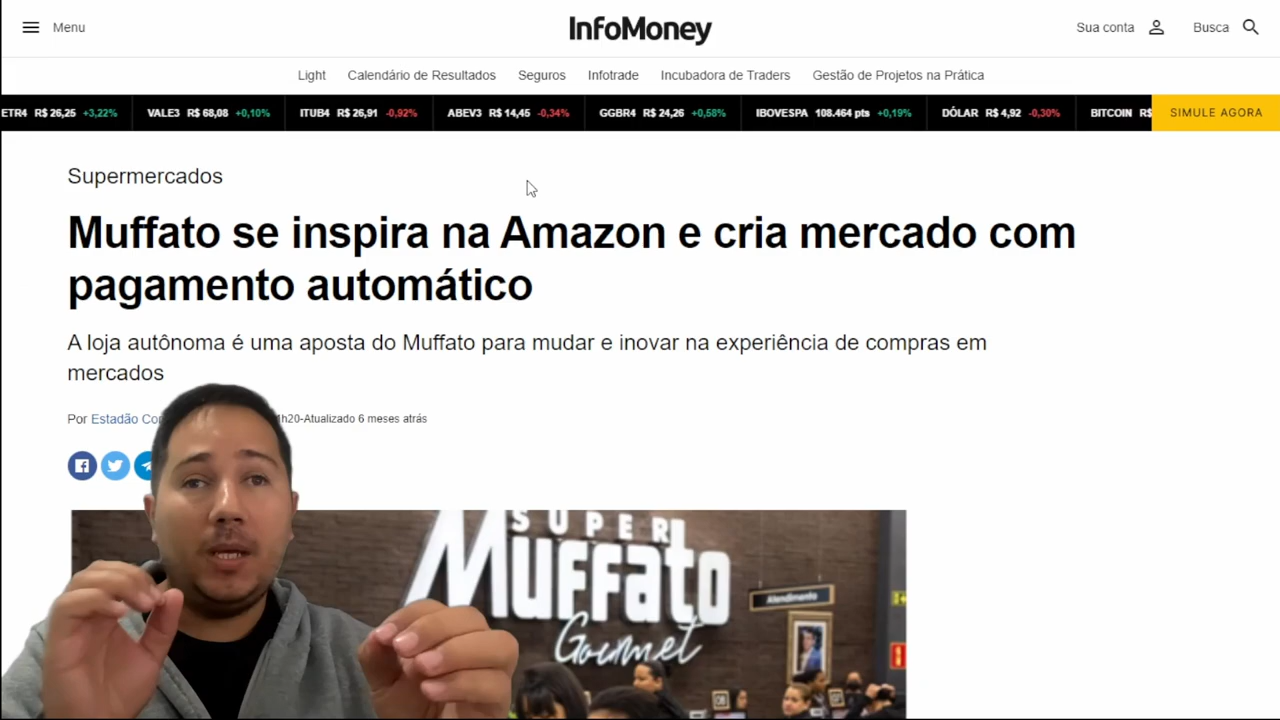 Menu
InfoMoney
Sua conta
Busca
Light Calendário de Resultados Seguros Infotrade Incubadora de Traders Gestão de Projetos na Prática
ETR4 R$ 26,25 +3,22% VALE3 R$ 68,08 +0,10% ITUB4 R$ 26,91 -0,92% ABEV3 R$ 14,45 -0,34% GGBR4 R$ 24,26 +0,58% IBOVESPA 108.464 pts +0,19% DÓLAR R$ 4,92 -0,30% BITCOIN R$ SIMULE AGORA
Supermercados
Muffato se inspira na Amazon e cria mercado com
pagamento automático
A loja autônoma é uma aposta do Muffato para mudar e inovar na experiência de compras em
mercados
Por Estadão h20-Atualizado 6 meses atrás
SUPER
Muffato
Gourmet
Atendimento